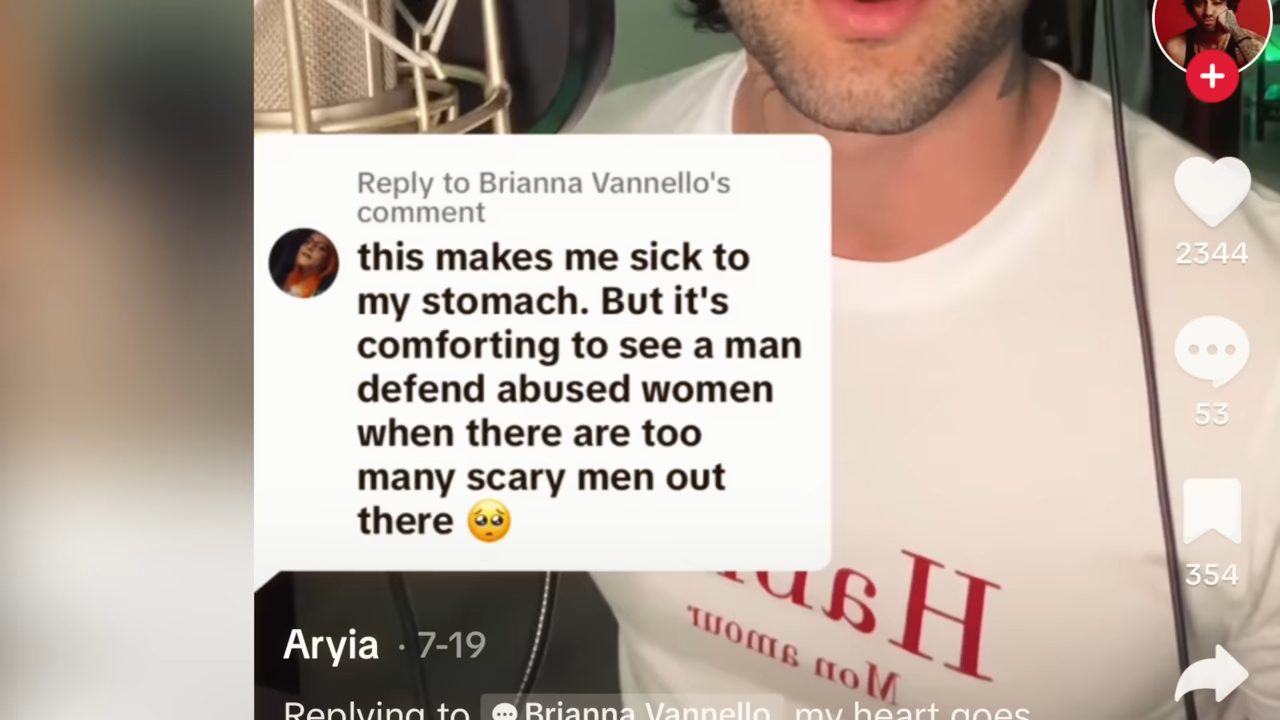 Reply to Brianna Vannello's
comment
this makes me sick to
my stomach. But it's
comforting to see a man
defend abused women
when there are too
many scary men out
there 🥺
2344
53
354
Mon amour
Aryia · 7-19
Replying to 💬 Brianna Vannello my heart goes